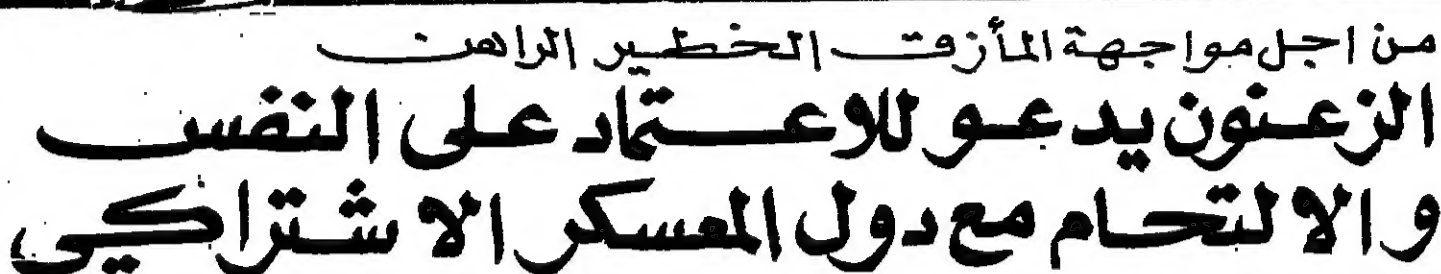 من اجل مواجهة المأزق الخطير الراهن
الزعنون يدعو للاعتماد على النفس
والالتحام مع دول المعسكر الاشتراكي